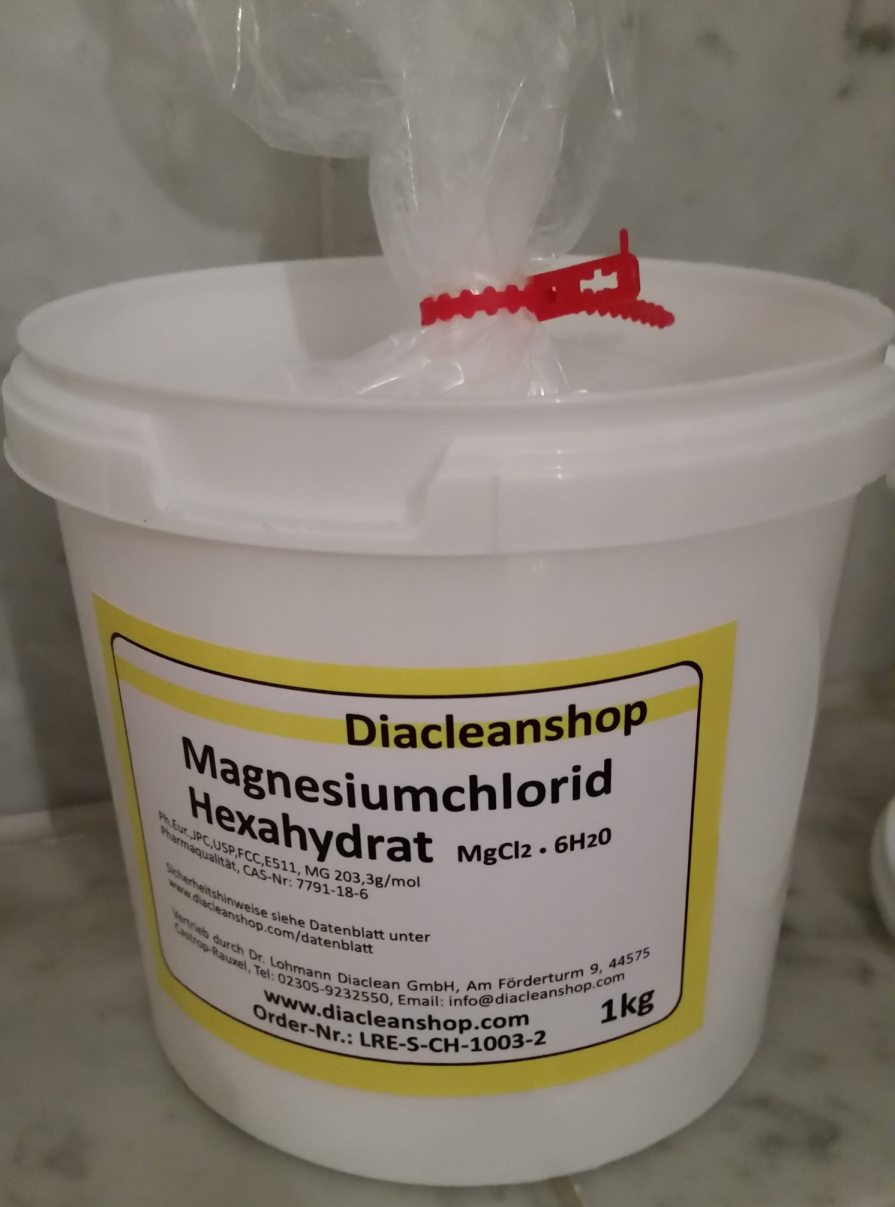 Diacleanshop
Magnesiumchlorid
Hexahydrat MgCl2 • 6H20
Ph.Eur.,JPC,USP,FCC,E511, MG 203,3g/mol
Pharmaqualität, CAS-Nr: 7791-18-6
Sicherheitshinweise siehe Datenblatt unter
www.diacleanshop.com/datenblatt
Vertrieb durch Dr. Lohmann Diaclean GmbH, Am Förderturm 9, 44575
Castrop-Rauxel, Tel: 02305-9232550, Email: info@diacleanshop.com
www.diacleanshop.com 1kg
Order-Nr.: LRE-S-CH-1003-2